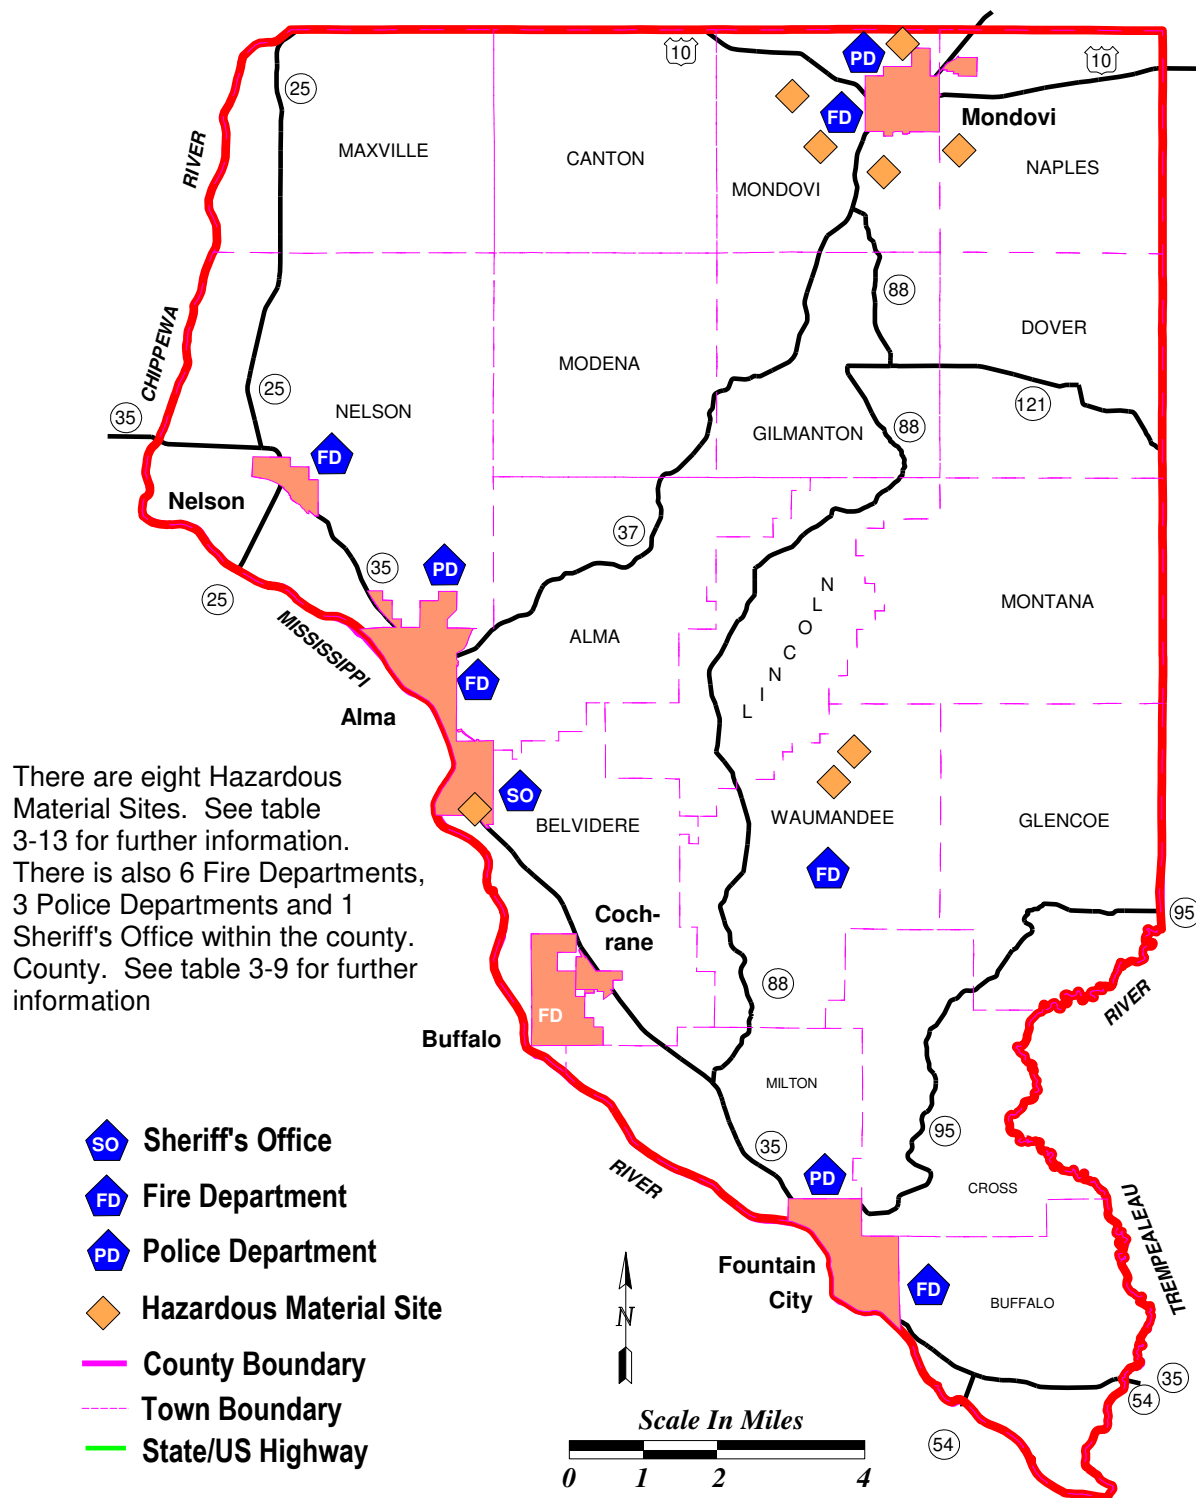 10
PD
10
25
FD
Mondovi
RIVER
MAXVILLE
CANTON
MONDOVI
NAPLES
88
CHIPPEWA
DOVER
MODENA
25
35
NELSON
121
88
GILMANTON
FD
Nelson
37
PD
35
25
MISSISSIPPI
ALMA
LINCOLN
MONTANA
FD
Alma
SO
BELVIDERE
WAUMANDEE
GLENCOE
There are eight Hazardous
Material Sites. See table
3-13 for further information.
There is also 6 Fire Departments,
3 Police Departments and 1
Sheriff's Office within the county.
County. See table 3-9 for further
information
FD
Coch-
rane
95
88
RIVER
FD
Buffalo
MILTON
35
95
PD
RIVER
CROSS
TREMPEALEAU
Fountain
City
FD
BUFFALO
35
54
54
SO Sheriff's Office
FD Fire Department
PD Police Department
Hazardous Material Site
County Boundary
Town Boundary
State/US Highway
N
Scale In Miles
0 1 2 4